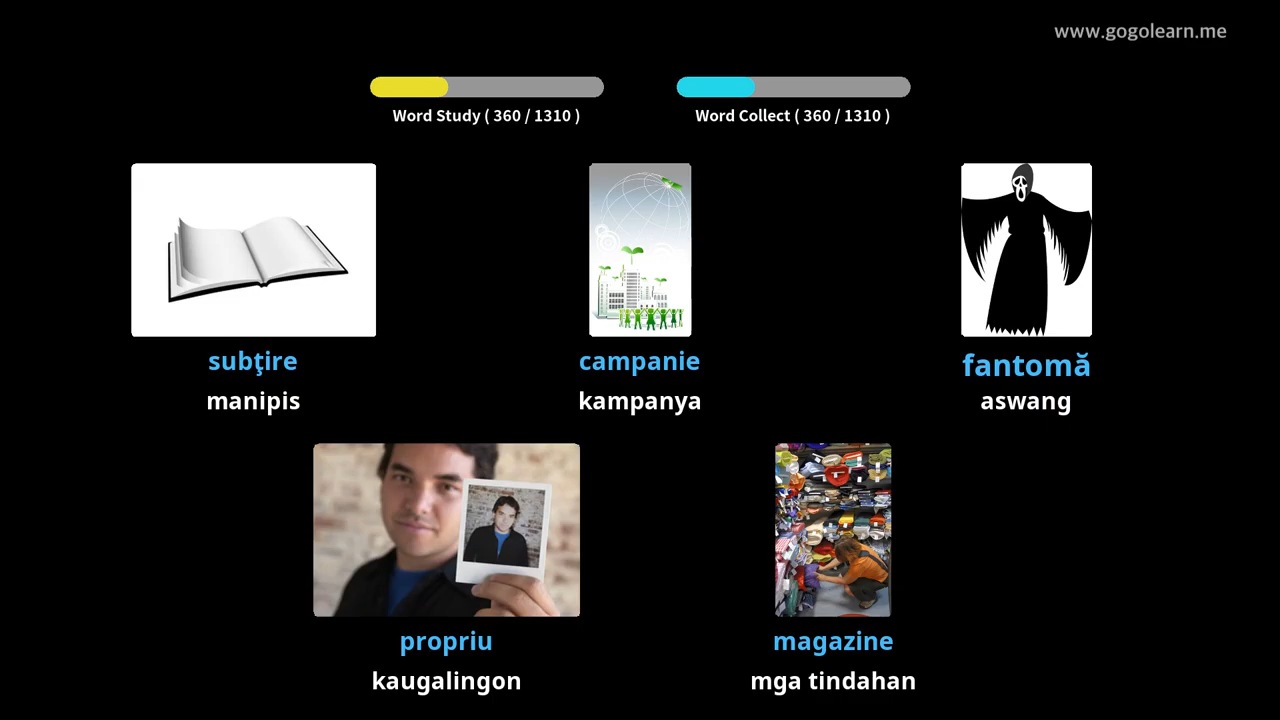 www.gogolearn.me
Word Study ( 360 / 1310 )
Word Collect ( 360 / 1310 )
subţire
manipis
campanie
kampanya
fantomă
aswang
propriu
kaugalingon
magazine
mga tindahan